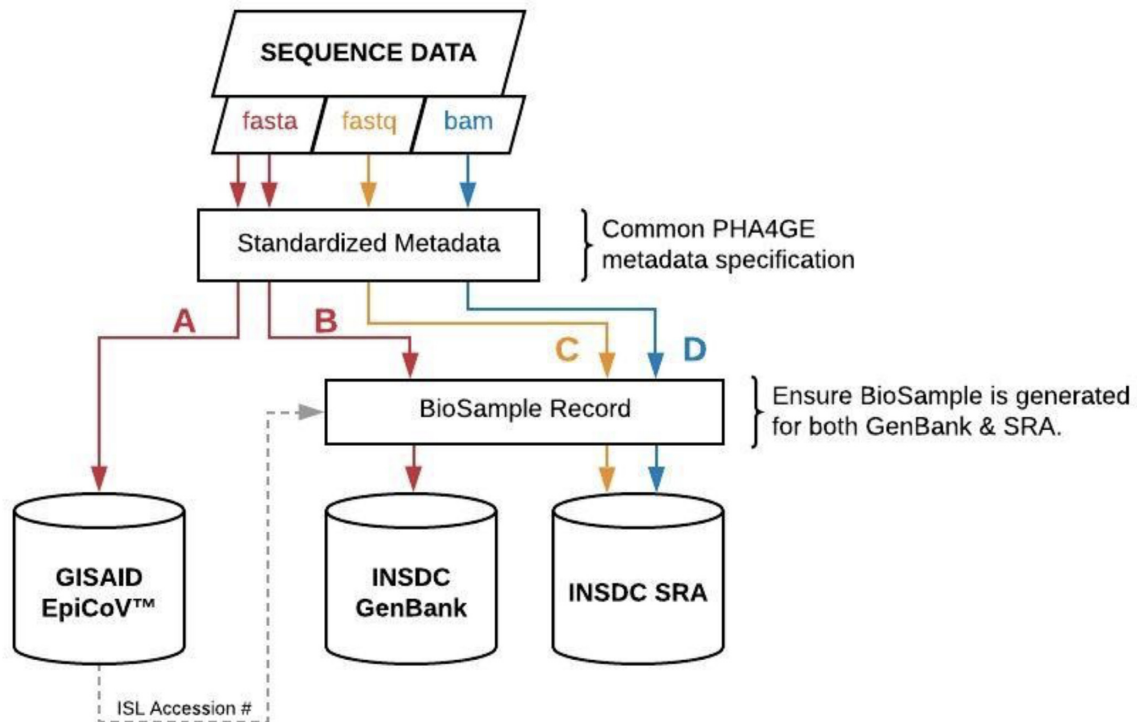 SEQUENCE DATA
fasta fastq bam
Standardized Metadata
Common PHA4GE
metadata specification
A B
C D
BioSample Record
Ensure BioSample is generated
for both GenBank & SRA.
GISAID
EpiCoV™
INSDC
GenBank
INSDC SRA
ISL Accession #